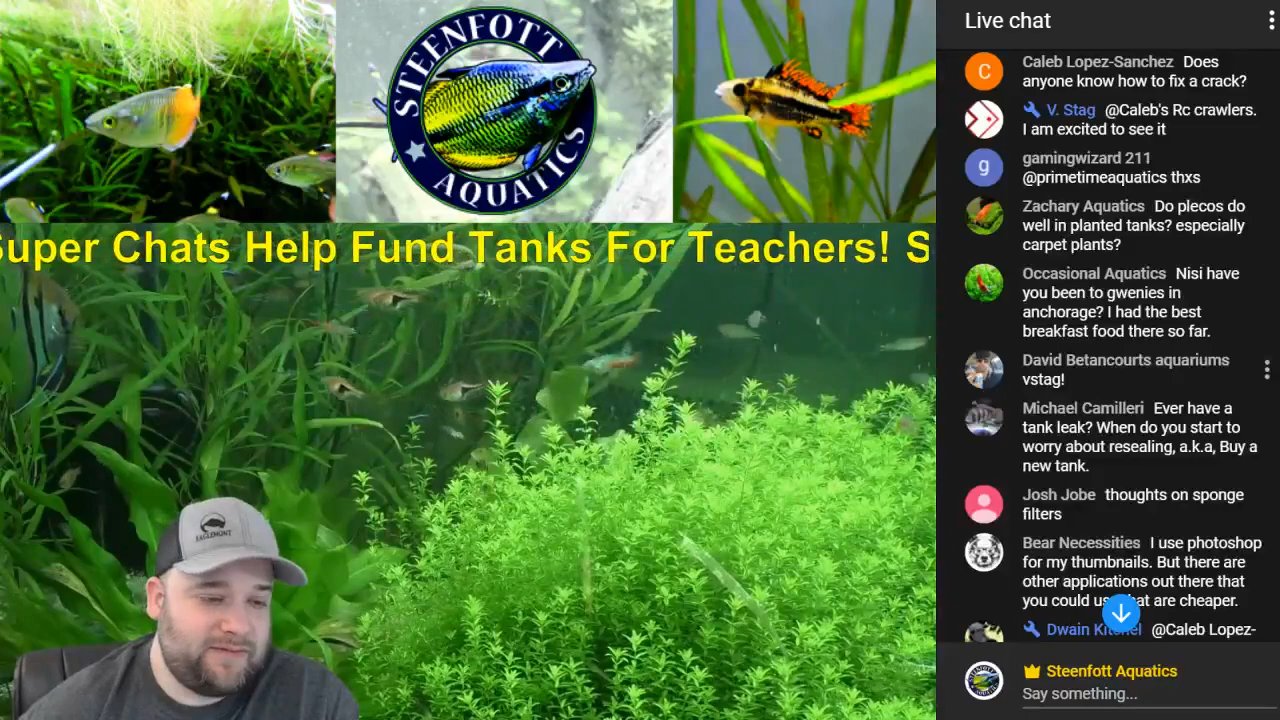 STEENFOTT
AQUATICS
Super Chats Help Fund Tanks For Teachers! S
EAGLEMONT
Live chat
C
Caleb Lopez-Sanchez Does
anyone know how to fix a crack?
V. Stag @Caleb's Rc crawlers.
I am excited to see it
g
gamingwizard 211
@primetimeaquatics thxs
Zachary Aquatics Do plecos do
well in planted tanks? especially
carpet plants?
Occasional Aquatics Nisi have
you been to gwenies in
anchorage? I had the best
breakfast food there so far.
David Betancourts aquariums
vstag!
Michael Camilleri Ever have a
tank leak? When do you start to
worry about resealing, a.k.a, Buy a
new tank.
Josh Jobe thoughts on sponge
filters
Bear Necessities I use photoshop
for my thumbnails. But there are
other applications out there that
you could use that are cheaper.
Dwain @Caleb Lopez-
Steenfott Aquatics
Say something...